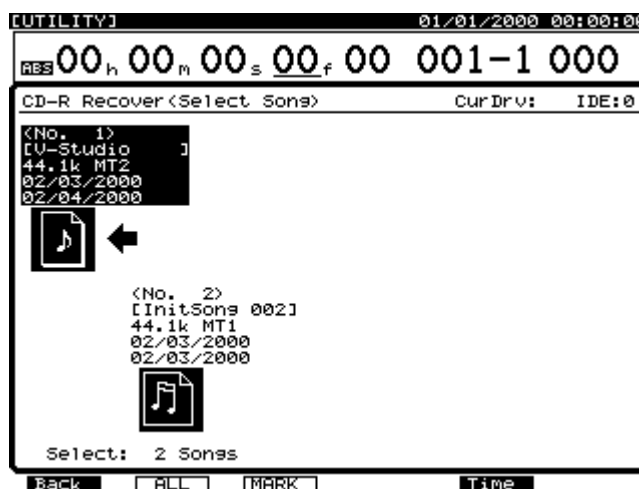 [UTILITY] 01/01/2000 00:00:00
ABS 00h 00m 00s 00f 00 001-1 000
CD-R Recover<Select Song> CurDrv: IDE:0
<No. 1>
[V-Studio ]
44.1k MT2
02/03/2000
02/04/2000
<No. 2>
[InitSong 002]
44.1k MT1
02/03/2000
02/03/2000
Select: 2 Songs
Back ALL MARK Time